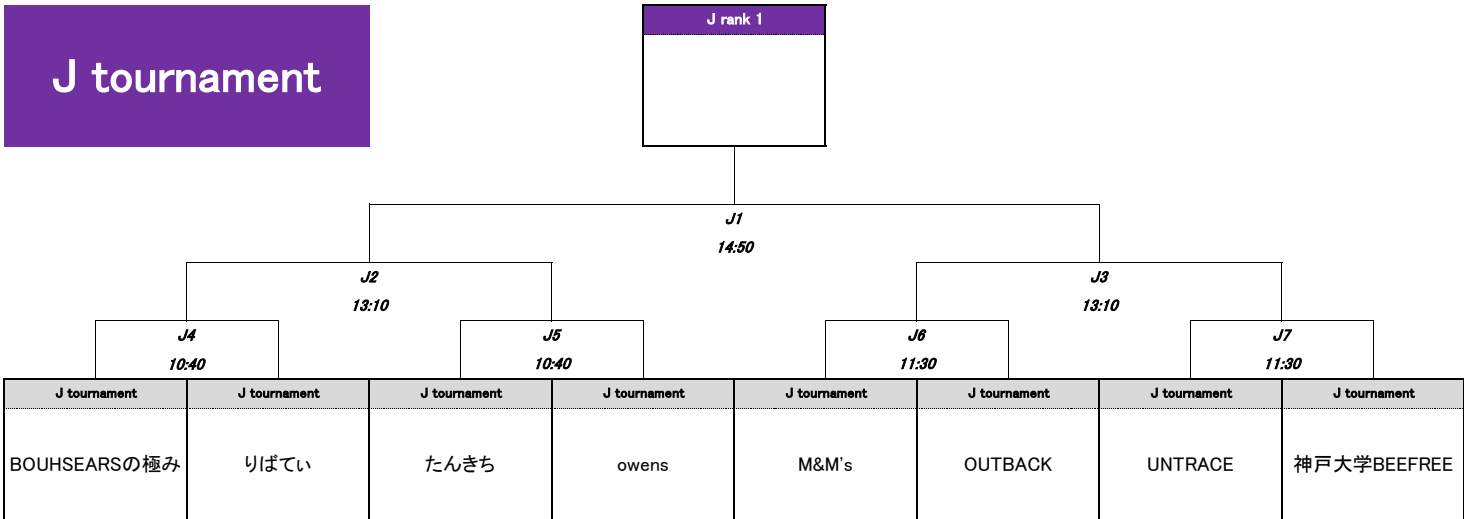 J rank 1
J tournament
J1
14:50
J2
J3
13:10
13:10
J4
J5
J6
J7
10:40
10:40
11:30
11:30
J tournament
J tournament
J tournament
J tournament
J tournament
J tournament
J tournament
J tournament
BOUHSEARSの極み
りばてぃ
たんきち
owens
M&M's
OUTBACK
UNTRACE
神戸大学BEEFREE